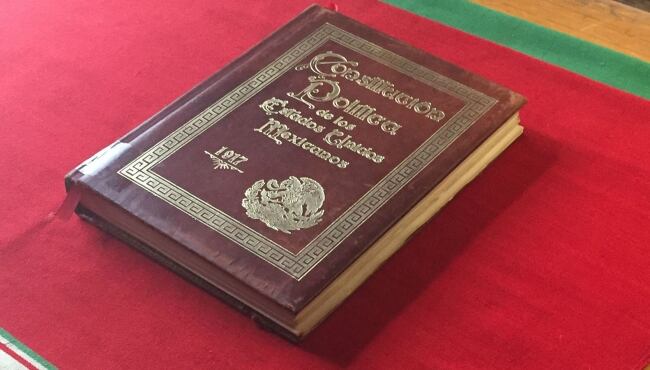 Constitución
Política
de los
Estados Unidos
Mexicanos
1917